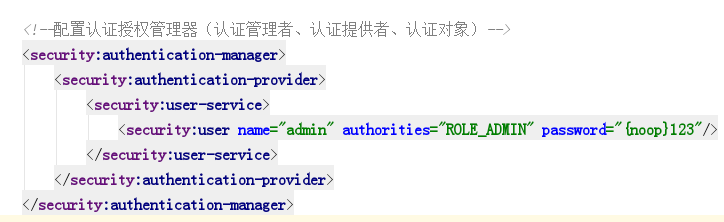 <!--配置认证授权管理器（认证管理者、认证提供者、认证对象）-->
<security:authentication-manager>
<security:authentication-provider>
<security:user-service>
<security:user name="admin" authorities="ROLE_ADMIN" password="{noop}123"/>
</security:user-service>
</security:authentication-provider>
</security:authentication-manager>